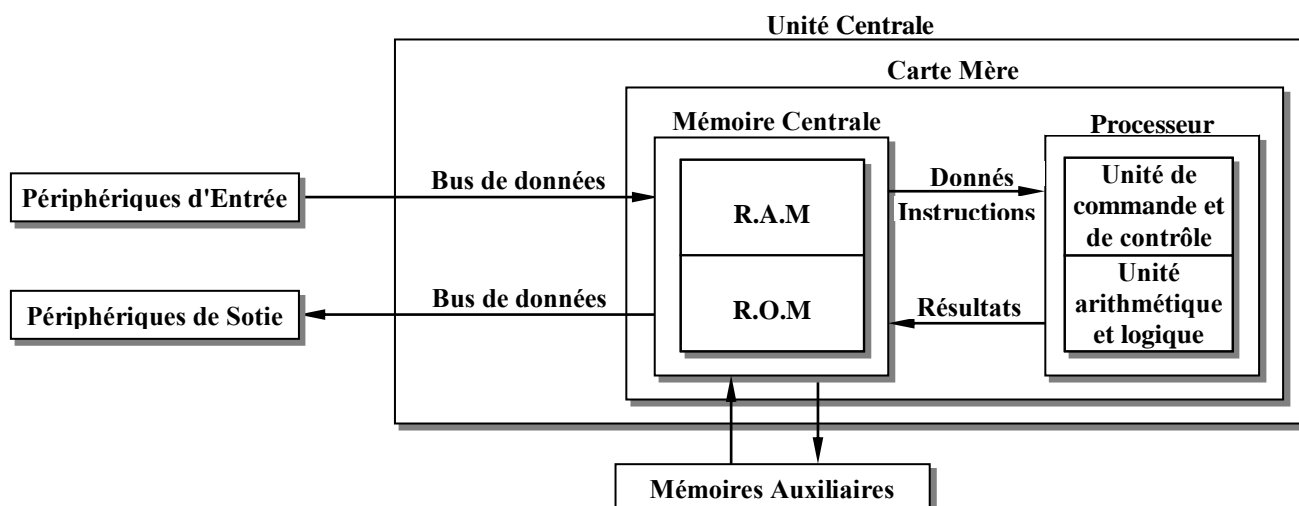 Unité Centrale
Carte Mère
Mémoire Centrale
Processeur
Périphériques d'Entrée
Bus de données
R.A.M
Donnés
Instructions
Unité de
commande et
de contrôle
Périphériques de Sotie
Bus de données
R.O.M
Résultats
Unité
arithmétique
et logique
Mémoires Auxiliaires